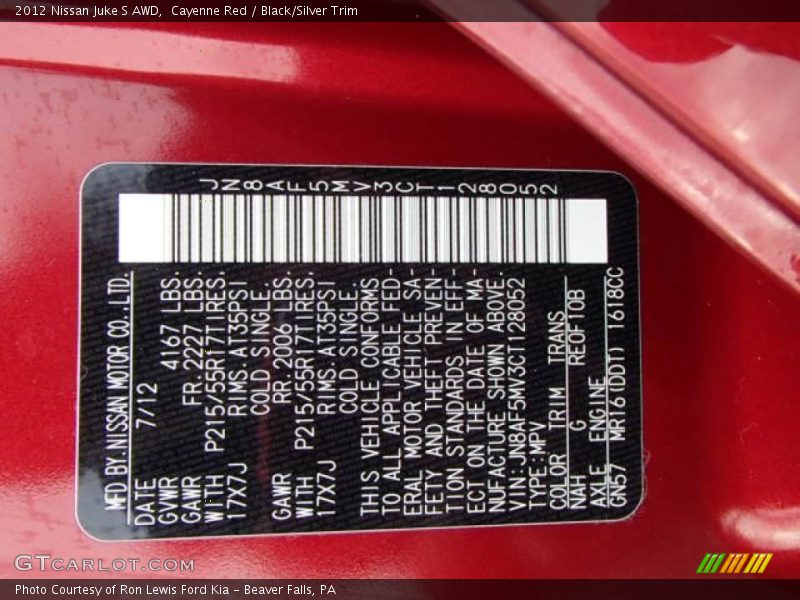 2012 Nissan Juke S AWD, Cayenne Red / Black/Silver Trim
JN8AF5MV3CT128052
MFD BY.NISSAN MOTOR CO.,LTD.
DATE 7/12
GVWR 4167 LBS.
GAWR FR.2227 LBS.
WITH P215/55R17TIRES.
17X7J RIMS.AT35PSI
COLD SINGLE.
GAWR RR.2006 LBS.
WITH P215/55R17TIRES.
17X7J RIMS.AT35PSI
COLD SINGLE.
THIS VEHICLE CONFORMS
TO ALL APPLICABLE FED-
ERAL MOTOR VEHICLE SA-
FETY AND THEFT PREVEN-
TION STANDARDS IN EFF-
ECT ON THE DATE OF MA-
NUFACTURE SHOWN ABOVE.
VIN:JN8AF5MV3CT128052
TYPE:MPV
COLOR TRIM TRANS
NAH G RE0F10B
AXLE ENGINE
GN57 MR16(DDT) 1618CC
GTCARLOT.COM
Photo Courtesy of Ron Lewis Ford Kia - Beaver Falls, PA